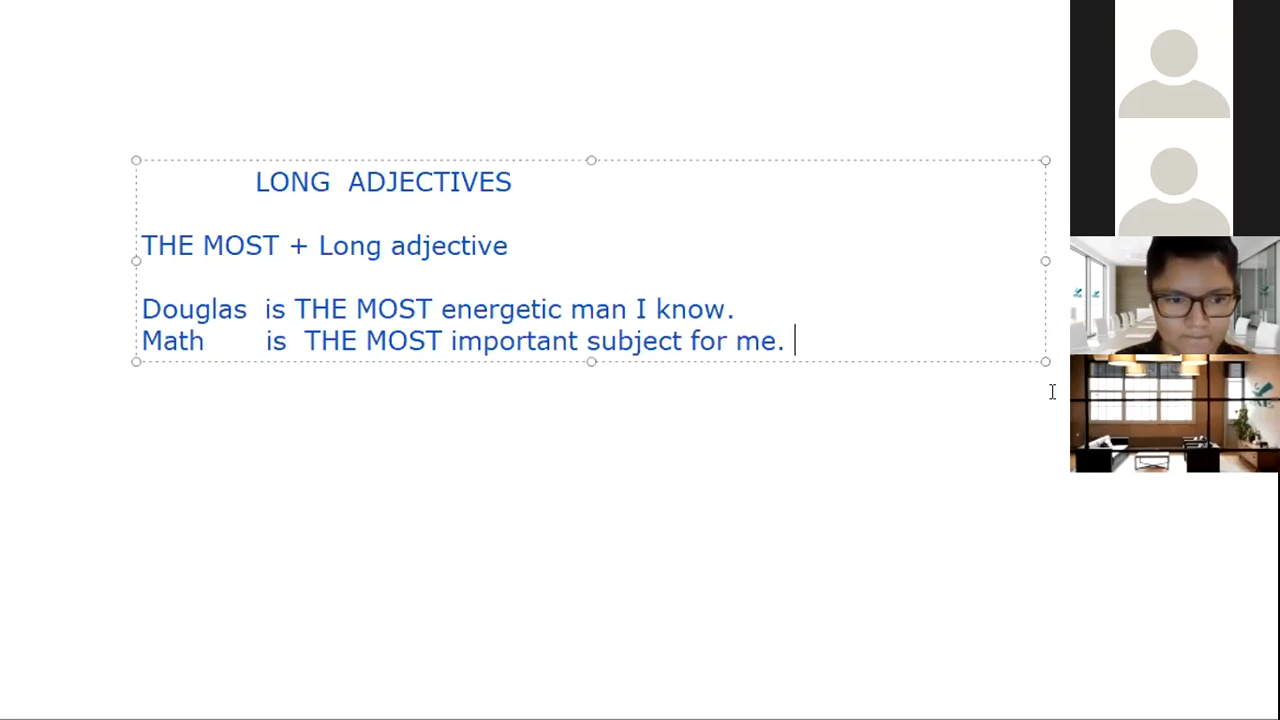 LONG ADJECTIVES
THE MOST + Long adjective
Douglas is THE MOST energetic man I know.
Math is THE MOST important subject for me.